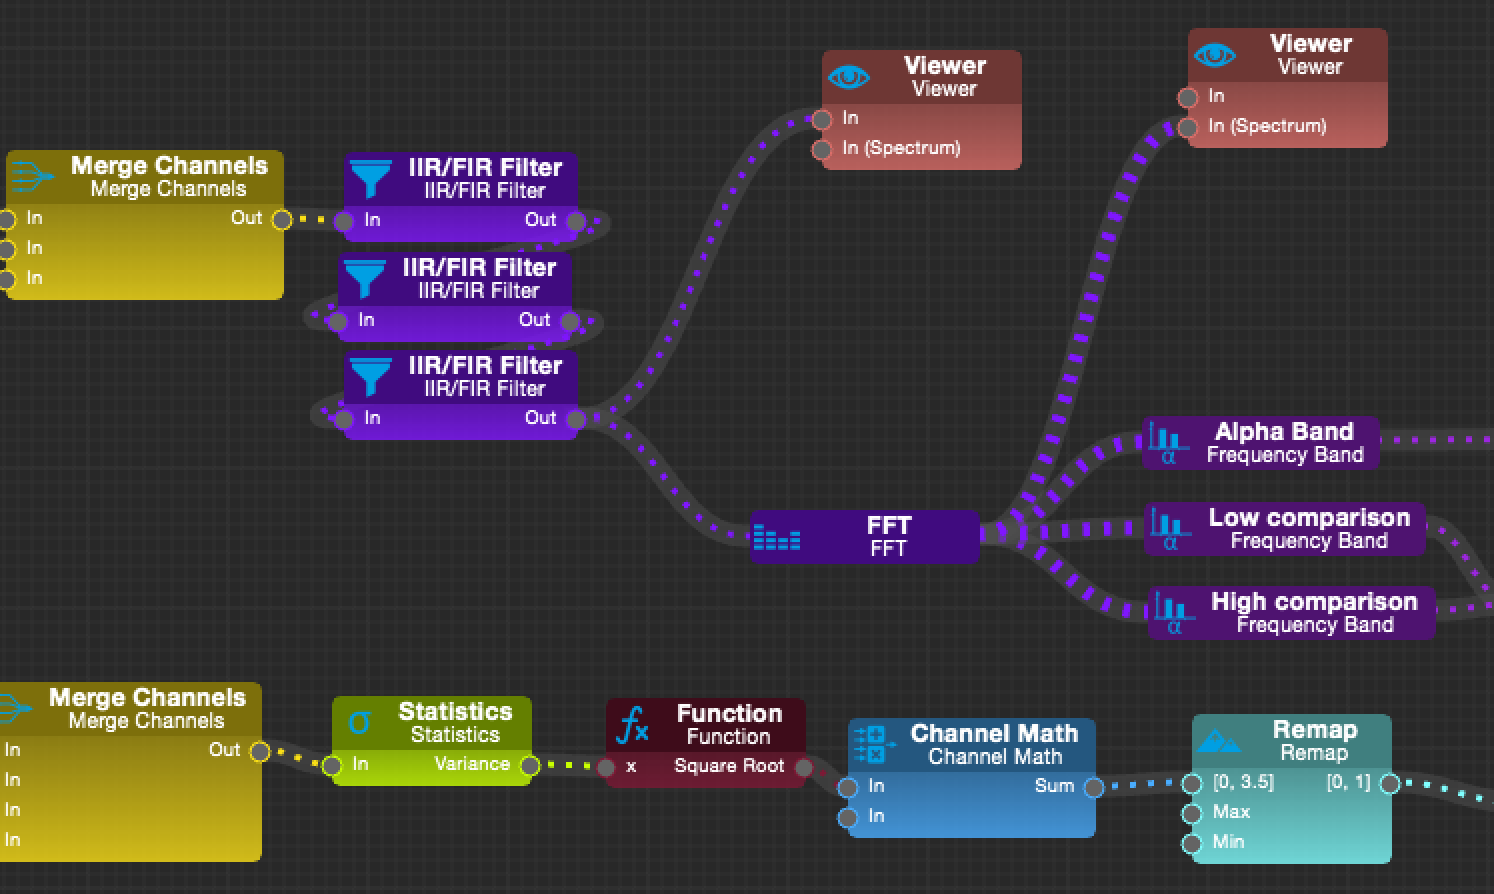 Viewer
Viewer
In
In (Spectrum)
Viewer
Viewer
In
In (Spectrum)
Merge Channels
Merge Channels
In
Out
In
In
IIR/FIR Filter
IIR/FIR Filter
In
Out
IIR/FIR Filter
IIR/FIR Filter
In
Out
IIR/FIR Filter
IIR/FIR Filter
In
Out
FFT
FFT
α
Alpha Band
Frequency Band
α
Low comparison
Frequency Band
α
High comparison
Frequency Band
Merge Channels
Merge Channels
In
Out
In
In
In
σ
Statistics
Statistics
In
Variance
fx
Function
Function
x
Square Root
Channel Math
Channel Math
In
Sum
In
Remap
Remap
[0, 3.5]
[0, 1]
Max
Min